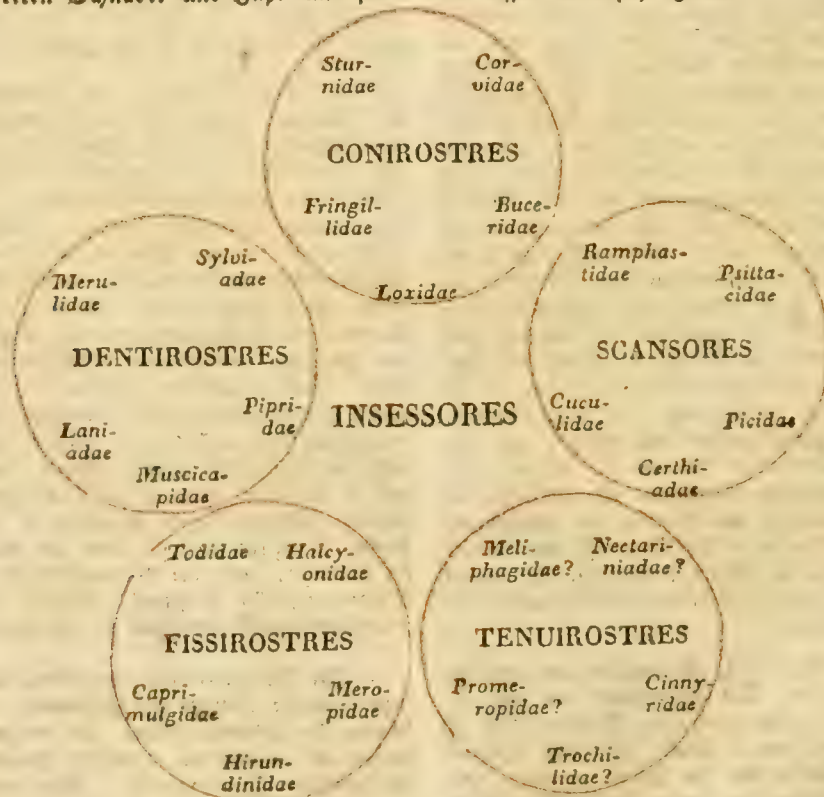 Stur-
nidae
Cor-
vidae
CONIROSTRES
Fringil-
lidae
Buce-
ridae
Loxidae
Meru-
lidae
Sylvi-
adae
DENTIROSTRES
Lani-
adae
Pipri-
dae
Muscica-
pidae
INSESSORES
Ramphas-
tidae
Psitta-
cidae
SCANSORES
Cucu-
lidae
Picidae
Certhi-
adae
Todidae
Halcy-
onidae
FISSIROSTRES
Capri-
mulgidae
Mero-
pidae
Hirun-
dinidae
Meli-
phagidae?
Nectari-
niadae?
TENUIROSTRES
Prome-
ropidae?
Cinny-
ridae
Trochi-
lidae?